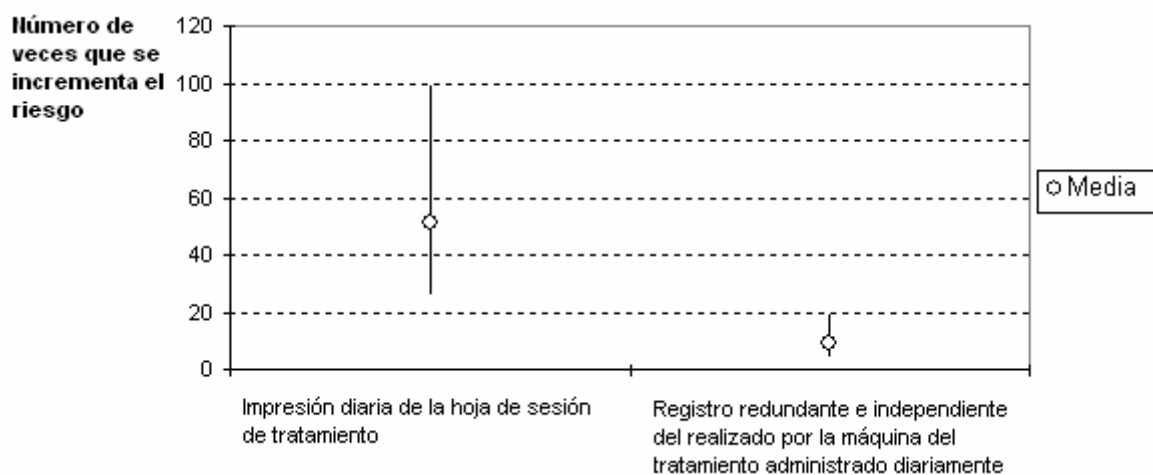 Número de
veces que se
incrementa el
riesgo
120
100
80
60
40
20
0
Media
Impresión diaria de la hoja de sesión
de tratamiento
Registro redundante e independiente
del realizado por la máquina del
tratamiento administrado diariamente